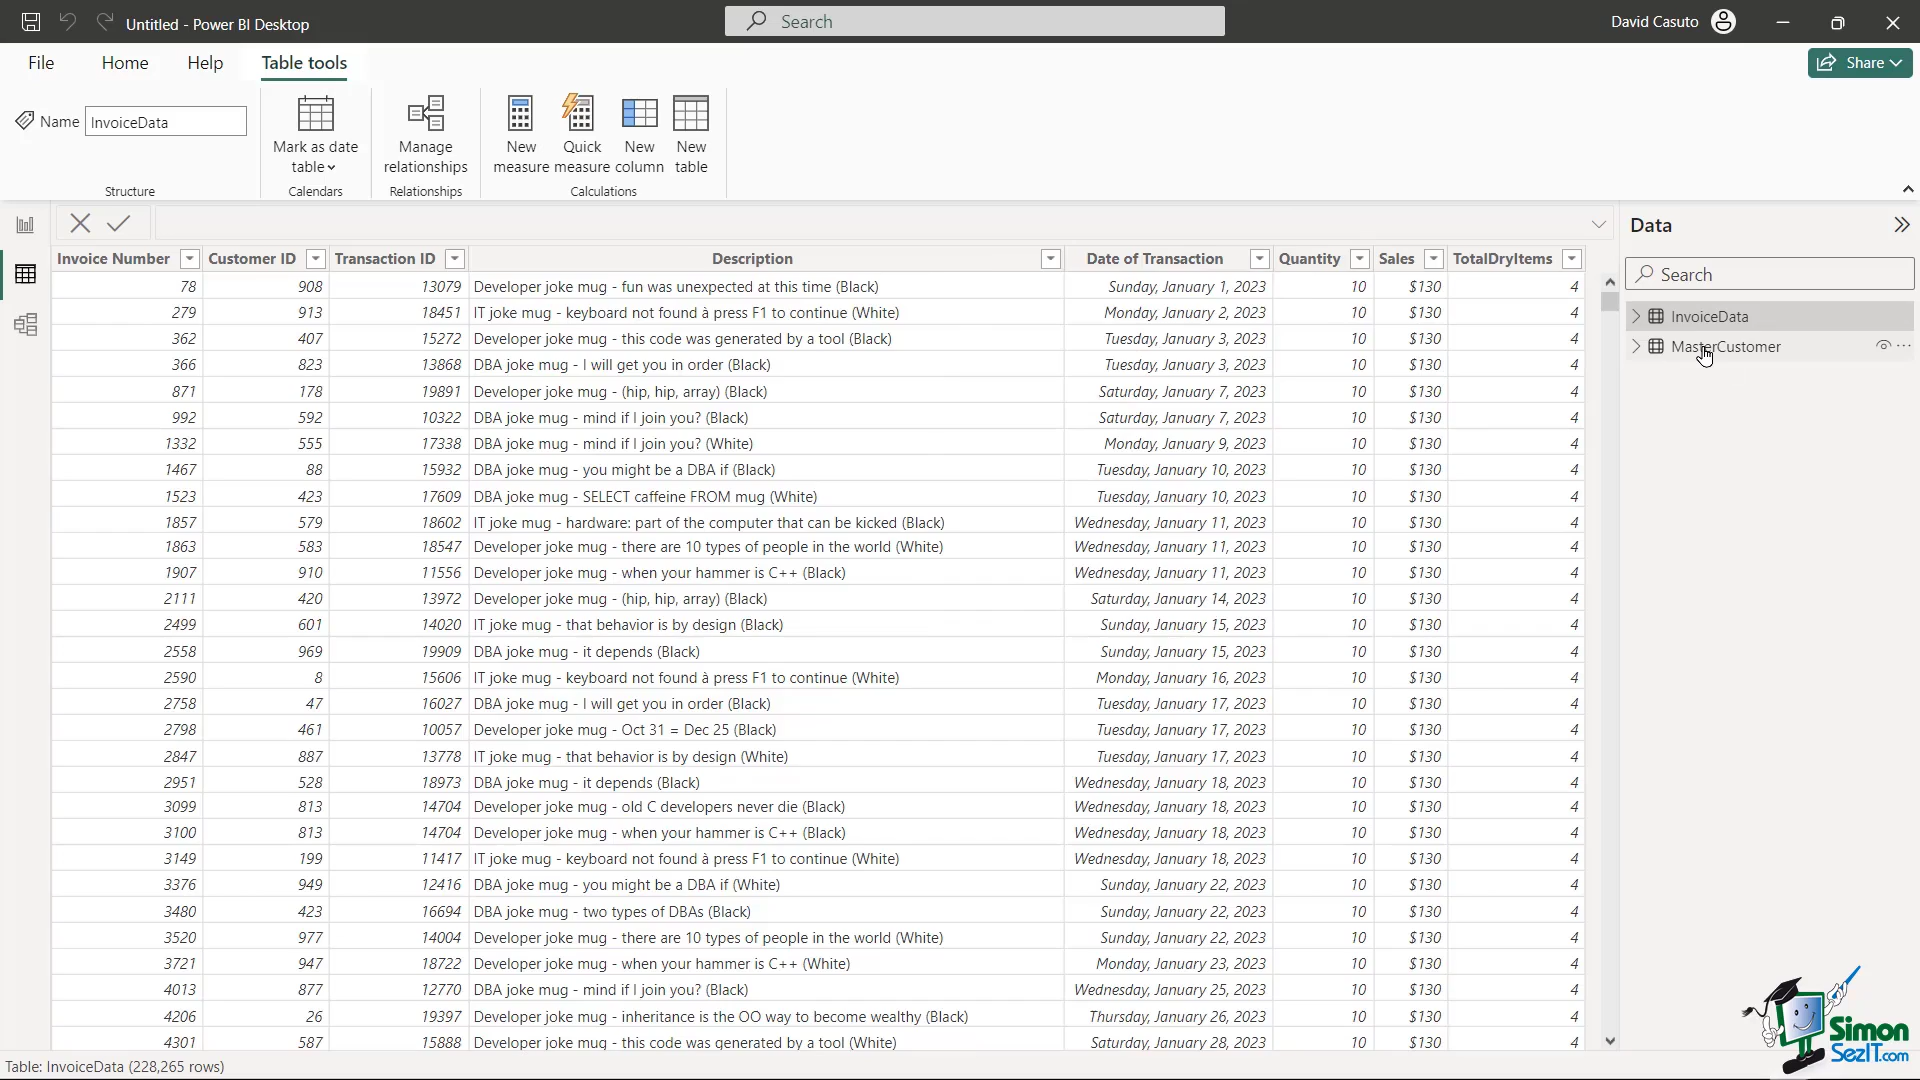 Untitled - Power BI Desktop
Search
David Casuto
File Home Help Table tools
Share
Name InvoiceData
Mark as date table
Manage relationships
New measure
Quick measure
New column
New table
Structure Calendars Relationships Calculations
Data
Search
InvoiceData
MasterCustomer
Invoice Number Customer ID Transaction ID Description Date of Transaction Quantity Sales TotalDryItems
78 908 13079 Developer joke mug - fun was unexpected at this time (Black) Sunday, January 1, 2023 10 $130 4
279 913 18451 IT joke mug - keyboard not found à press F1 to continue (White) Monday, January 2, 2023 10 $130 4
362 407 15272 Developer joke mug - this code was generated by a tool (Black) Tuesday, January 3, 2023 10 $130 4
366 823 13868 DBA joke mug - I will get you in order (Black) Tuesday, January 3, 2023 10 $130 4
871 178 19891 Developer joke mug - (hip, hip, array) (Black) Saturday, January 7, 2023 10 $130 4
992 592 10322 DBA joke mug - mind if I join you? (Black) Saturday, January 7, 2023 10 $130 4
1332 555 17338 DBA joke mug - mind if I join you? (White) Monday, January 9, 2023 10 $130 4
1467 88 15932 DBA joke mug - you might be a DBA if (Black) Tuesday, January 10, 2023 10 $130 4
1523 423 17609 DBA joke mug - SELECT caffeine FROM mug (White) Tuesday, January 10, 2023 10 $130 4
1857 579 18602 IT joke mug - hardware: part of the computer that can be kicked (Black) Wednesday, January 11, 2023 10 $130 4
1863 583 18547 Developer joke mug - there are 10 types of people in the world (White) Wednesday, January 11, 2023 10 $130 4
1907 910 11556 Developer joke mug - when your hammer is C++ (Black) Wednesday, January 11, 2023 10 $130 4
2111 420 13972 Developer joke mug - (hip, hip, array) (Black) Saturday, January 14, 2023 10 $130 4
2499 601 14020 IT joke mug - that behavior is by design (Black) Sunday, January 15, 2023 10 $130 4
2558 969 19909 DBA joke mug - it depends (Black) Sunday, January 15, 2023 10 $130 4
2590 8 15606 IT joke mug - keyboard not found à press F1 to continue (White) Monday, January 16, 2023 10 $130 4
2758 47 16027 DBA joke mug - I will get you in order (Black) Tuesday, January 17, 2023 10 $130 4
2798 461 10057 Developer joke mug - Oct 31 = Dec 25 (Black) Tuesday, January 17, 2023 10 $130 4
2847 887 13778 IT joke mug - that behavior is by design (White) Tuesday, January 17, 2023 10 $130 4
2951 528 18973 DBA joke mug - it depends (Black) Wednesday, January 18, 2023 10 $130 4
3099 813 14704 Developer joke mug - old C developers never die (Black) Wednesday, January 18, 2023 10 $130 4
3100 813 14704 Developer joke mug - when your hammer is C++ (Black) Wednesday, January 18, 2023 10 $130 4
3149 199 11417 IT joke mug - keyboard not found à press F1 to continue (White) Wednesday, January 18, 2023 10 $130 4
3376 949 12416 DBA joke mug - you might be a DBA if (White) Sunday, January 22, 2023 10 $130 4
3480 423 16694 DBA joke mug - two types of DBAs (Black) Sunday, January 22, 2023 10 $130 4
3520 977 14004 Developer joke mug - there are 10 types of people in the world (White) Sunday, January 22, 2023 10 $130 4
3721 947 18722 Developer joke mug - when your hammer is C++ (White) Monday, January 23, 2023 10 $130 4
4013 877 12770 DBA joke mug - mind if I join you? (Black) Wednesday, January 25, 2023 10 $130 4
4206 26 19397 Developer joke mug - inheritance is the OO way to become wealthy (Black) Thursday, January 26, 2023 10 $130 4
4301 587 15888 Developer joke mug - this code was generated by a tool (White) Saturday, January 28, 2023 10 $130 4
Table: InvoiceData (228,265 rows)
Simon
SezIT.com